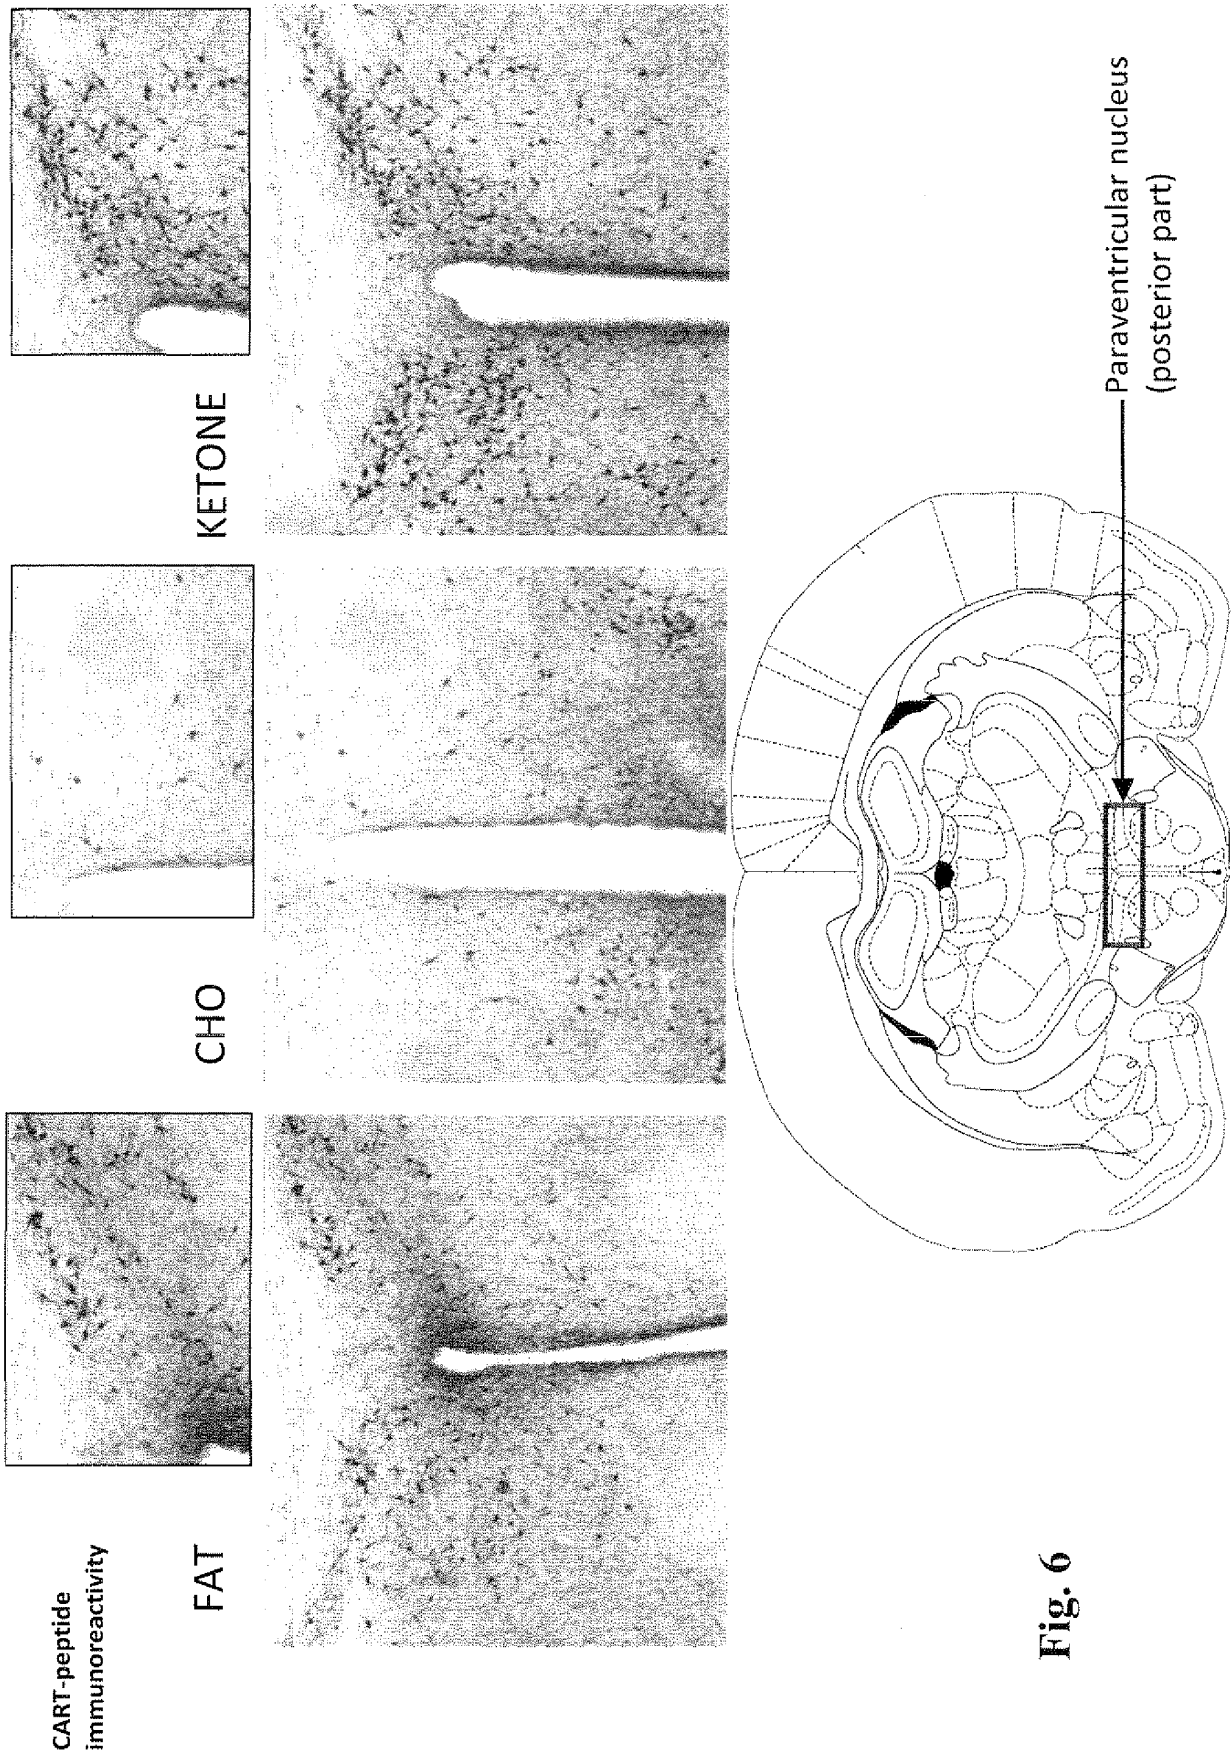 CART-peptide
immunoreactivity
FAT
CHO
KETONE
Paraventricular nucleus
(posterior part)
Fig. 6